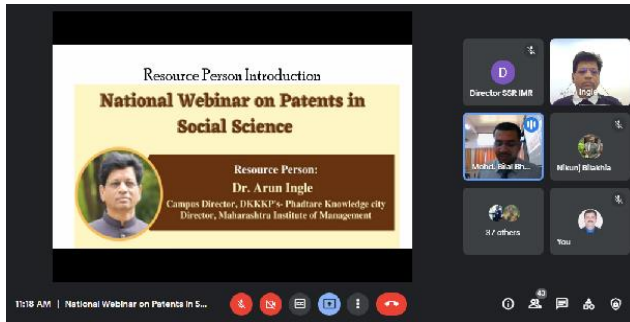 Resource Person Introduction
National Webinar on Patents in
Social Science
Resource Person:
Dr. Arun Ingle
Campus Director, DKKKP's- Phadtare Knowledge city
Director, Maharashtra Institute of Management
D
Director SSR IMR
Ingle
Mohd. Bilal Bh...
Nikunj Bilakhia
37 others
You
11:18 AM | National Webinar on Patents in S...
43